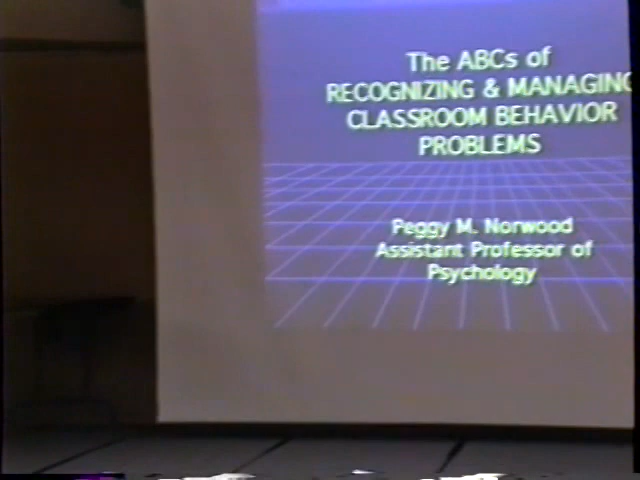 The ABCs of
RECOGNIZING & MANAGING
CLASSROOM BEHAVIOR
PROBLEMS
Peggy M. Norwood
Assistant Professor of
Psychology